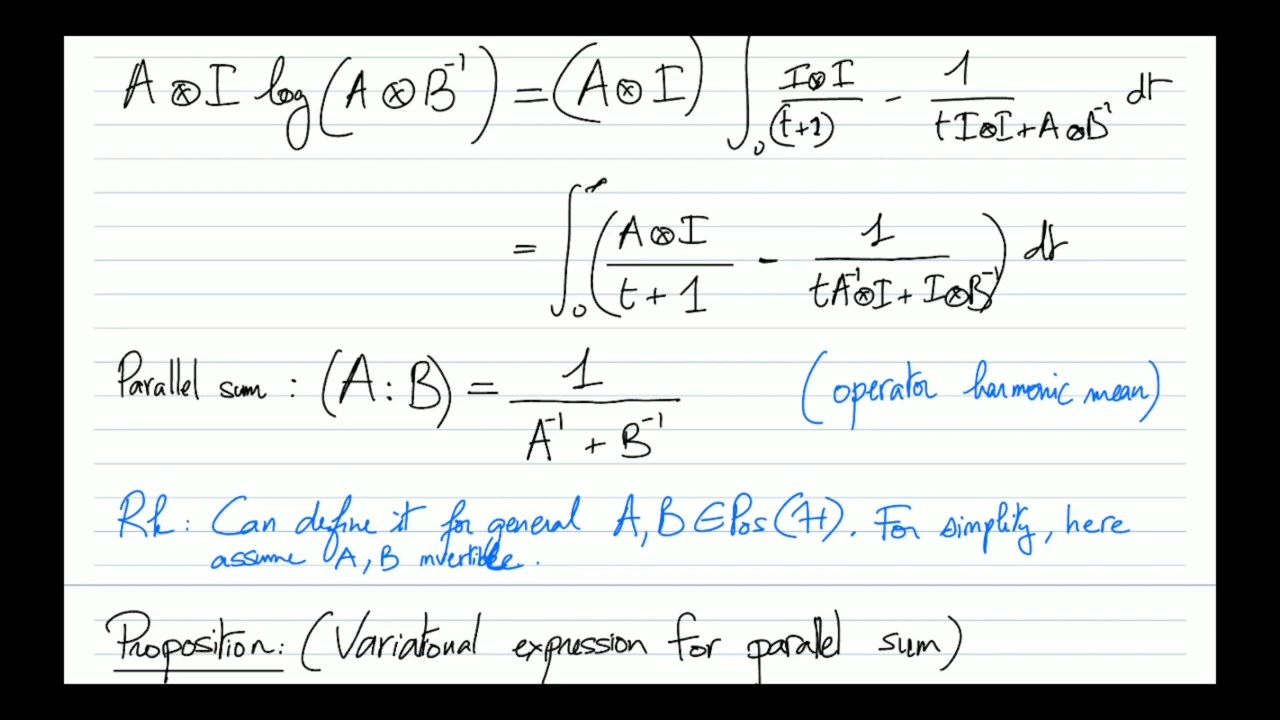 A⊗I log(A⊗B⁻¹) = (A⊗I) ∫₀ I⊗I/(t+1) - 1/(tI⊗I+A⊗B⁻¹) dt
= ∫₀^∞ (A⊗I/(t+1) - 1/(tA⁻¹⊗I+I⊗B⁻¹)) dt
Parallel sum : (A:B) = 1/(A⁻¹+B⁻¹) (operator harmonic mean)
Rk: Can define it for general A, B ∈ Pos(H). For simplity, here
assume A, B invertible.
Proposition: (Variational expression for parallel sum)